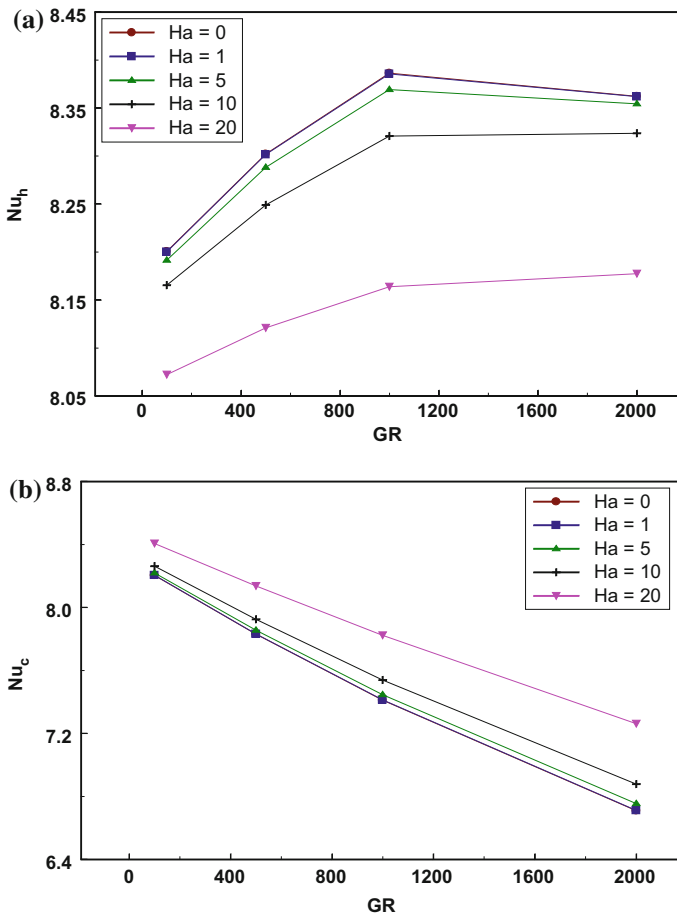 (a)
8.45
8.35
8.25
8.15
8.05
Nu_h
Ha = 0
Ha = 1
Ha = 5
Ha = 10
Ha = 20
0 400 800 1200 1600 2000
GR
(b)
8.8
8.0
7.2
6.4
Nu_c
Ha = 0
Ha = 1
Ha = 5
Ha = 10
Ha = 20
0 400 800 1200 1600 2000
GR